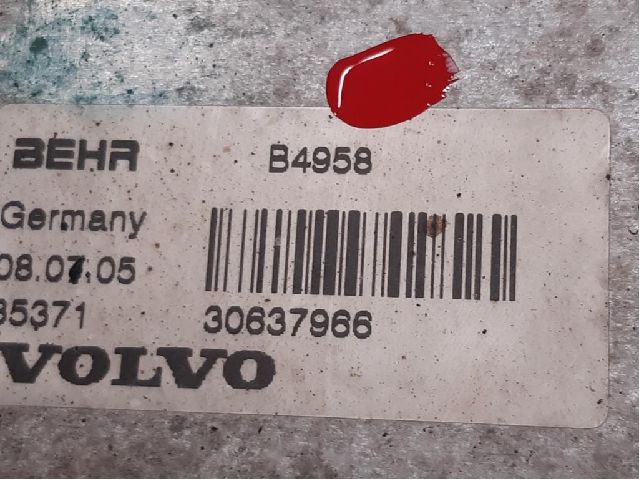 BEHR B4958
Germany
08.07.05
35371 30637966
VOLVO